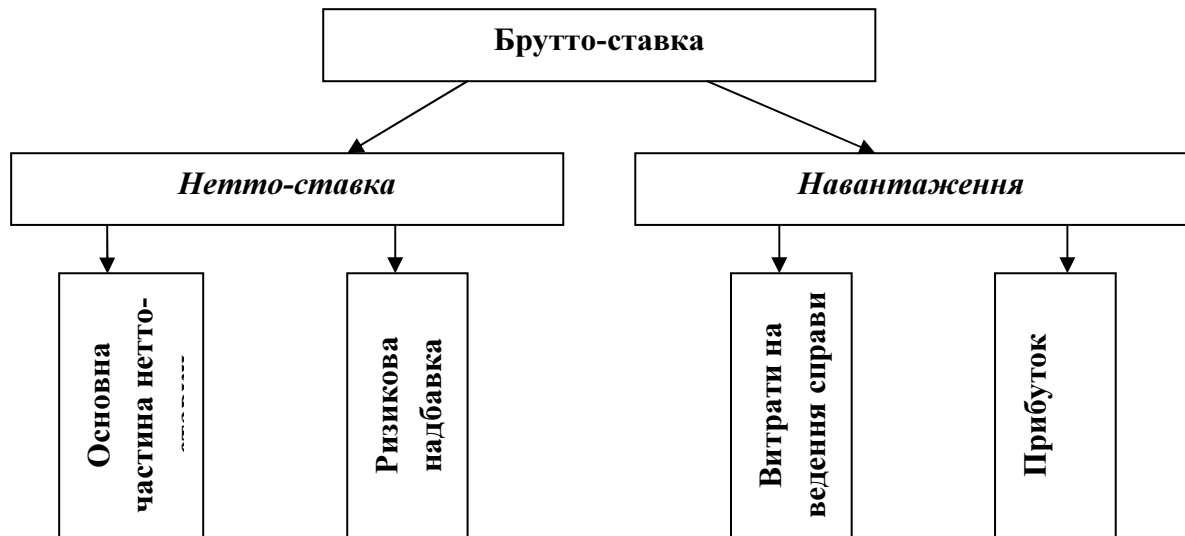 Брутто-ставка
Нетто-ставка
Навантаження
Основна
частина нетто-
Ризикова
надбавка
Витрати на
ведення справи
Прибуток